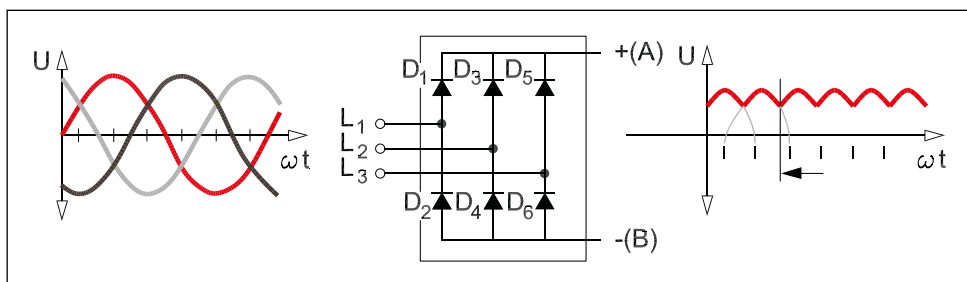 U
ωt
D1 D3 D5
L1
L2
L3
D2 D4 D6
+(A)
-(B)
U
ωt